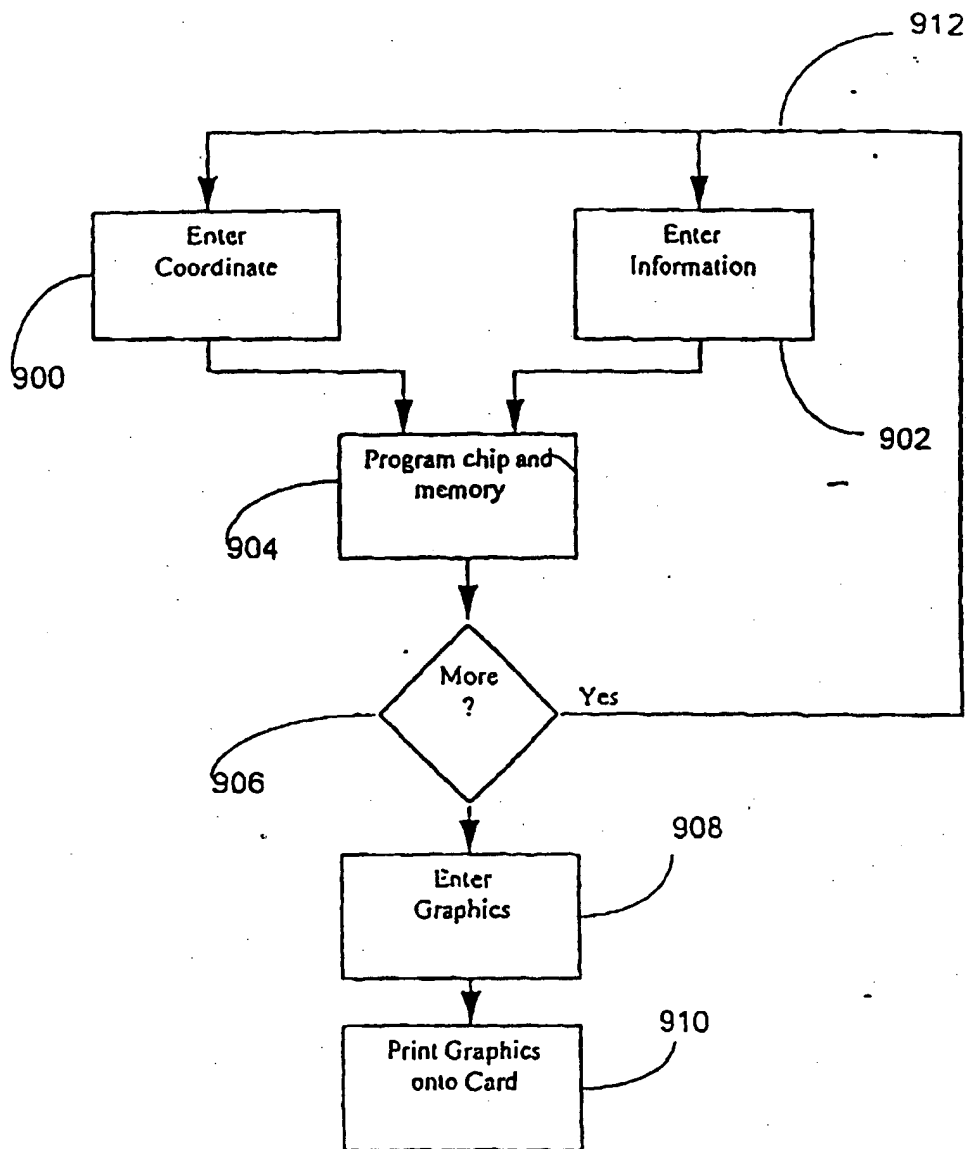 912
Enter
Coordinate
Enter
Information
900
902
Program chip and
memory
904
More
?
Yes
906
908
Enter
Graphics
910
Print Graphics
onto Card